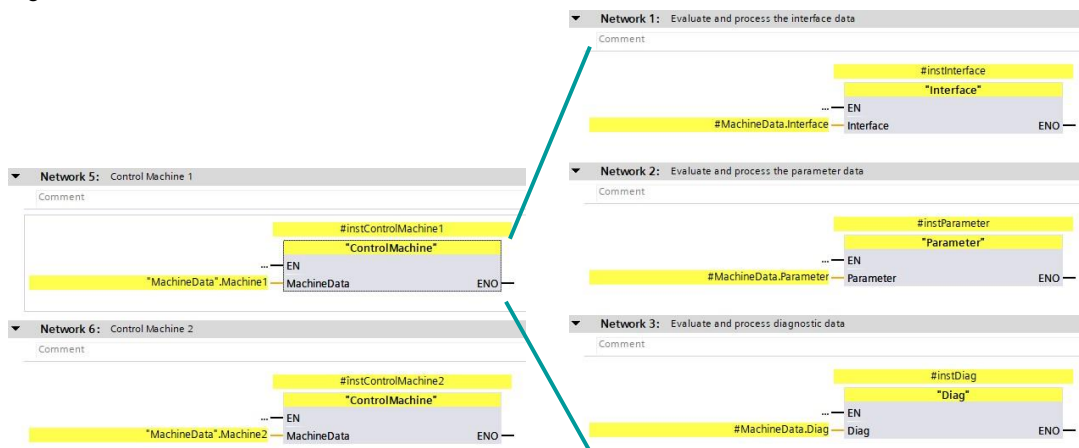 Network 5: Control Machine 1
Comment
#instControlMachine1
"ControlMachine"
... EN
"MachineData".Machine1 MachineData ENO
Network 6: Control Machine 2
Comment
#instControlMachine2
"ControlMachine"
... EN
"MachineData".Machine2 MachineData ENO
Network 1: Evaluate and process the interface data
Comment
#instInterface
"Interface"
... EN
#MachineData.Interface Interface ENO
Network 2: Evaluate and process the parameter data
Comment
#instParameter
"Parameter"
... EN
#MachineData.Parameter Parameter ENO
Network 3: Evaluate and process diagnostic data
Comment
#instDiag
"Diag"
... EN
#MachineData.Diag Diag ENO